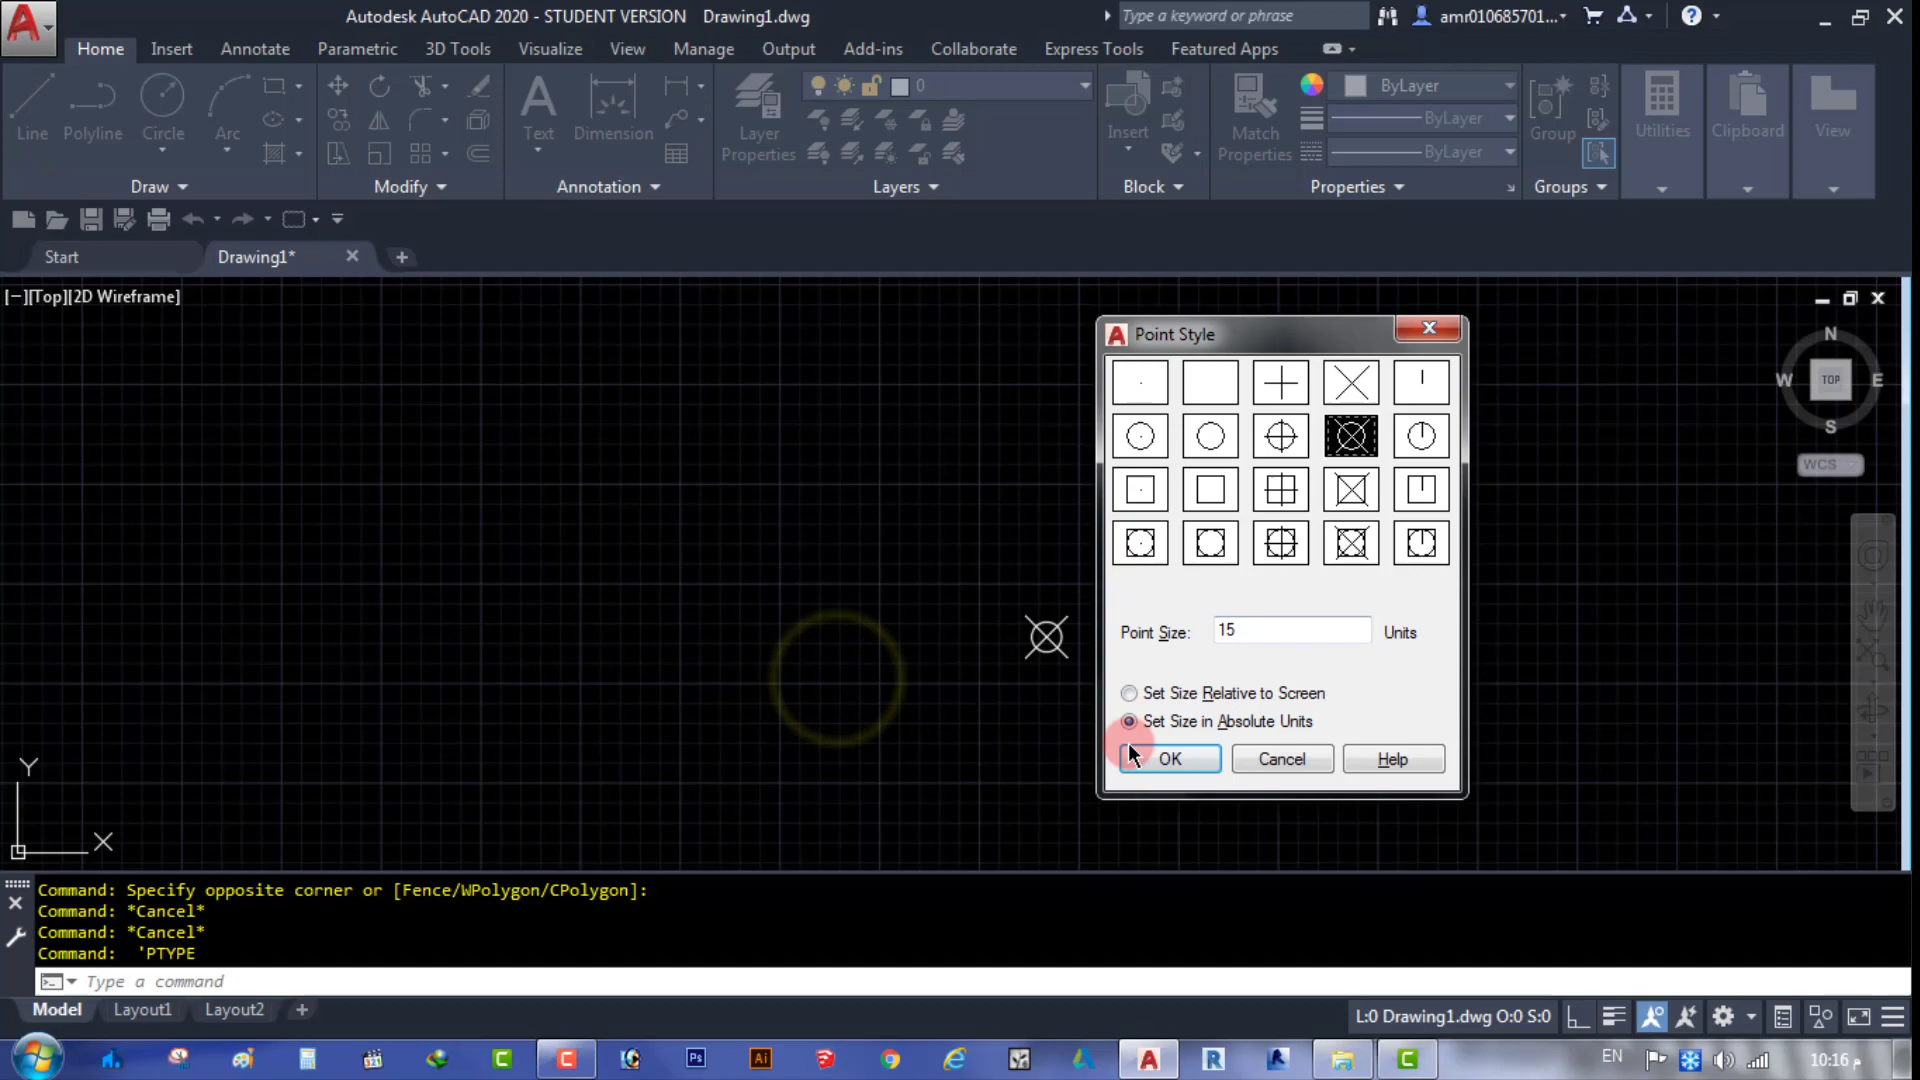 Autodesk AutoCAD 2020 - STUDENT VERSION Drawing1.dwg
Type a keyword or phrase
amr010685701...
Home Insert Annotate Parametric 3D Tools Visualize View Manage Output Add-ins Collaborate Express Tools Featured Apps
Line Polyline Circle Arc
Text Dimension
Layer Properties
0
Insert
Match Properties
ByLayer
ByLayer
ByLayer
Group
Utilities Clipboard View
Draw Modify Annotation Layers Block Properties Groups
Start Drawing1*
[−][Top][2D Wireframe]
N
W TOP E
S
WCS
Point Style
Point Size: 15 Units
Set Size Relative to Screen
Set Size in Absolute Units
OK Cancel Help
Y
X
Command: Specify opposite corner or [Fence/WPolygon/CPolygon]:
Command: *Cancel*
Command: *Cancel*
Command: 'PTYPE
Type a command
Model Layout1 Layout2
L:0 Drawing1.dwg O:0 S:0
Ps Ai
EN
10:16 م